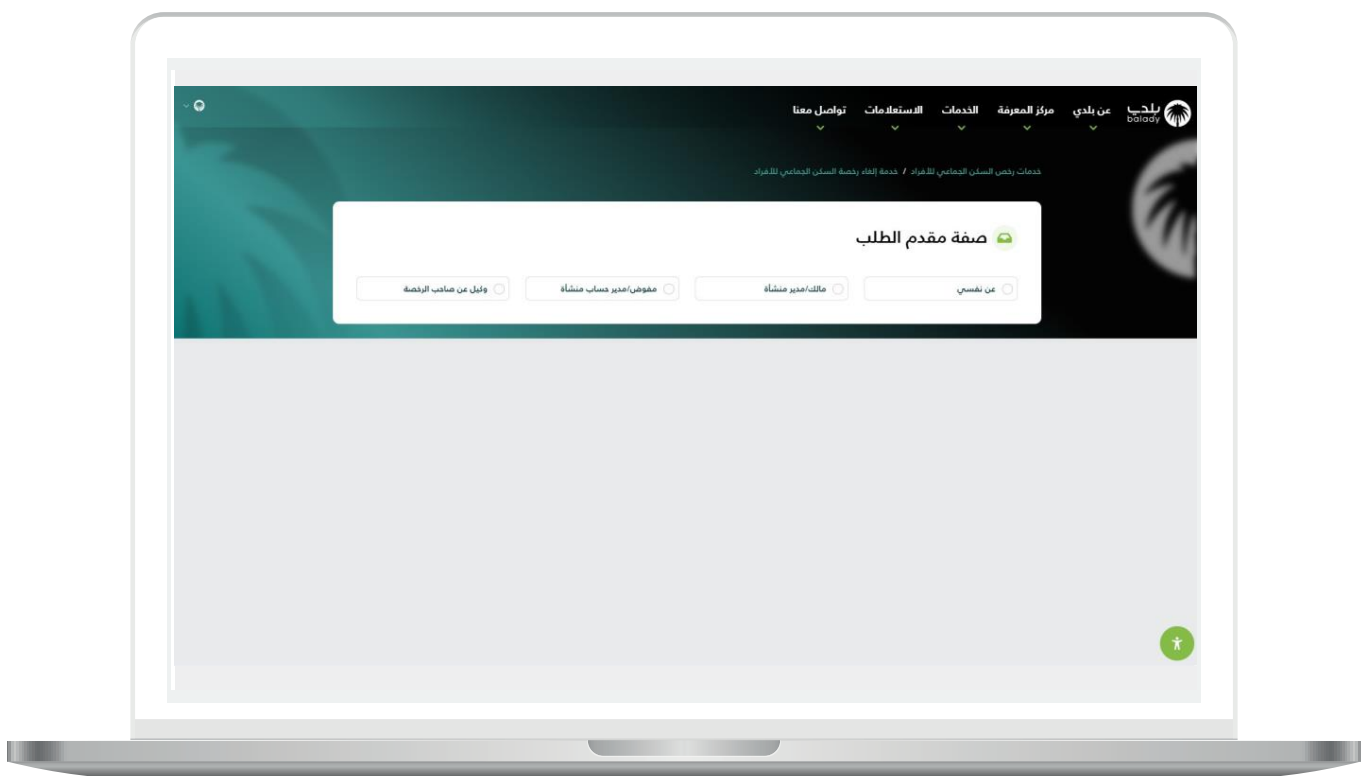 بلدي
balady
عن بلدي
مركز المعرفة
الخدمات
الاستعلامات
تواصل معنا
خدمات رخص السكن الجماعي للأفراد / خدمة إلغاء رخصة السكن الجماعي للأفراد
صفة مقدم الطلب
عن نفسي
مالك/مدير منشأة
مفوض/مدير حساب منشأة
وكيل عن صاحب الرخصة